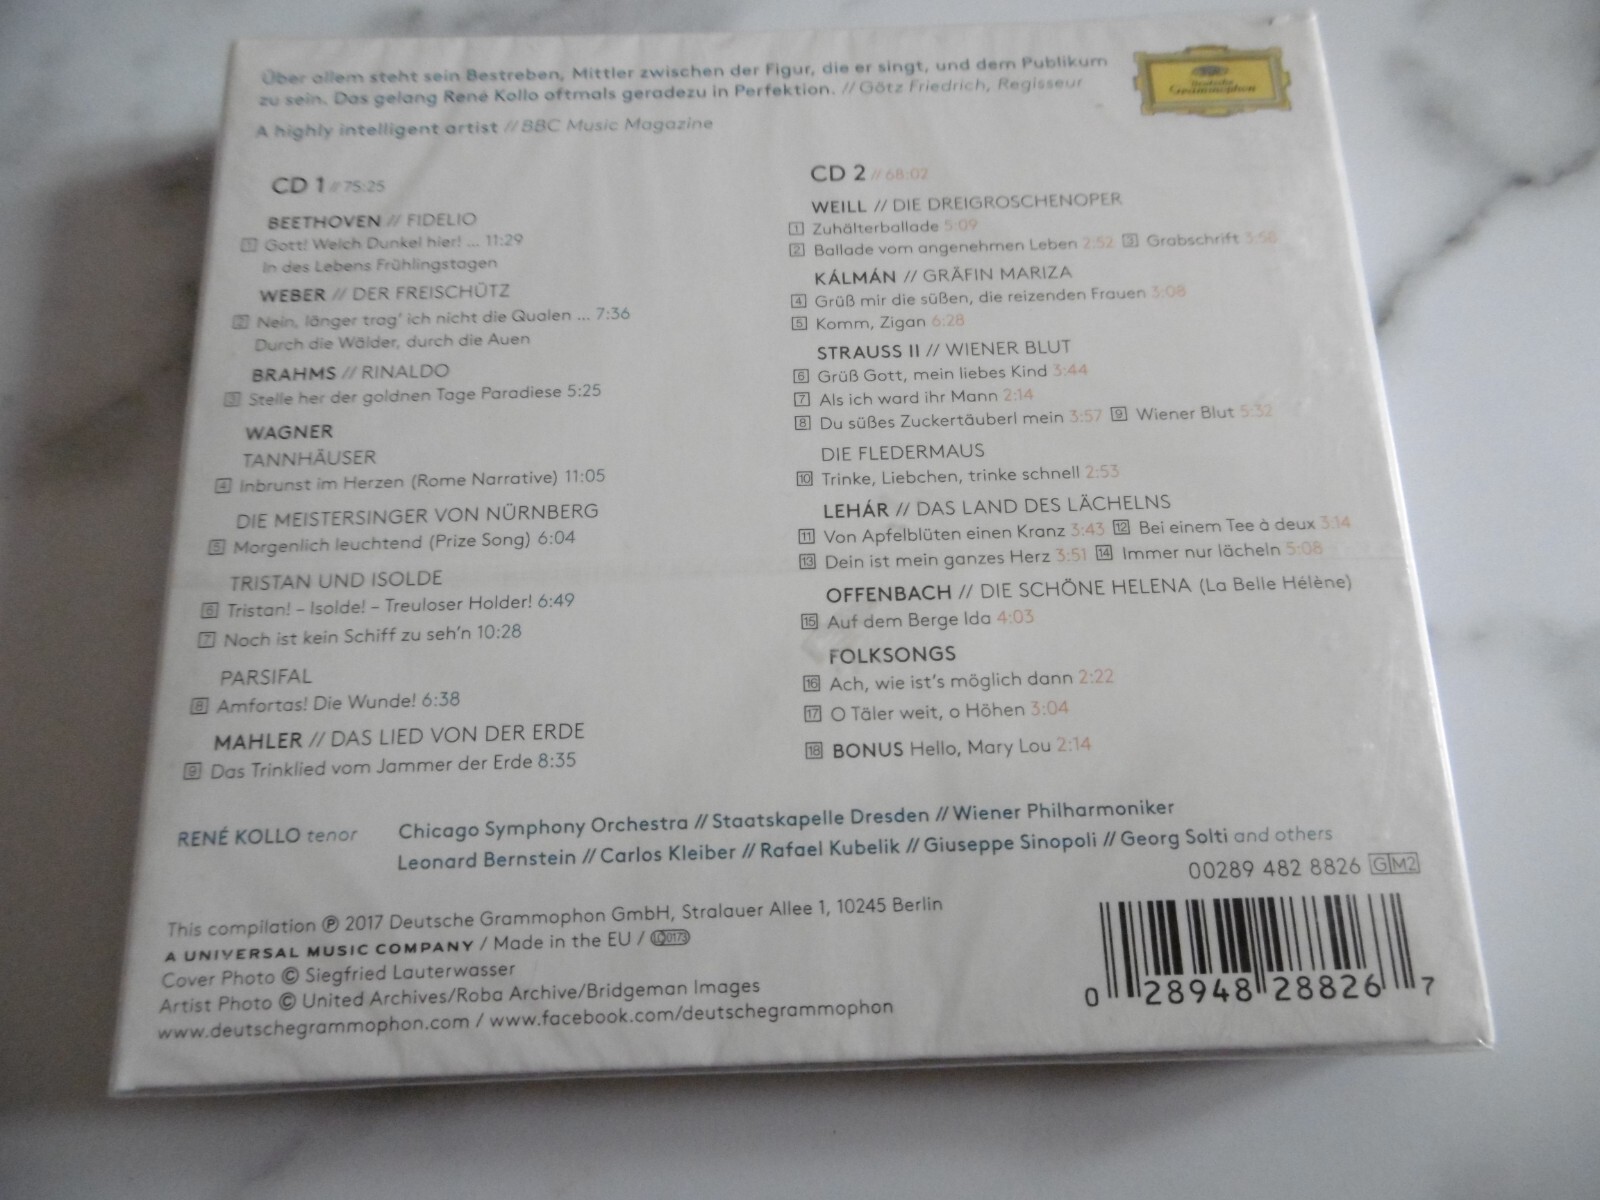 Über allem steht sein Bestreben, Mittler zwischen der Figur, die er singt, und dem Publikum
zu sein. Das gelang René Kollo oftmals geradezu in Perfektion. // Götz Friedrich, Regisseur
A highly intelligent artist // BBC Music Magazine
Deutsche
Grammophon
CD 1 // 75:25
BEETHOVEN // FIDELIO
1 Gott! Welch Dunkel hier! ... 11:29
In des Lebens Frühlingstagen
WEBER // DER FREISCHÜTZ
2 Nein, länger trag' ich nicht die Qualen ... 7:36
Durch die Wälder, durch die Auen
BRAHMS // RINALDO
3 Stelle her der goldnen Tage Paradiese 5:25
WAGNER
TANNHÄUSER
4 Inbrunst im Herzen (Rome Narrative) 11:05
DIE MEISTERSINGER VON NÜRNBERG
5 Morgenlich leuchtend (Prize Song) 6:04
TRISTAN UND ISOLDE
6 Tristan! – Isolde! – Treuloser Holder! 6:49
7 Noch ist kein Schiff zu seh'n 10:28
PARSIFAL
8 Amfortas! Die Wunde! 6:38
MAHLER // DAS LIED VON DER ERDE
9 Das Trinklied vom Jammer der Erde 8:35
CD 2 // 68:02
WEILL // DIE DREIGROSCHENOPER
1 Zuhälterballade 5:09
2 Ballade vom angenehmen Leben 2:52 3 Grabschrift 3:56
KÁLMÁN // GRÄFIN MARIZA
4 Grüß mir die süßen, die reizenden Frauen 3:08
5 Komm, Zigan 6:28
STRAUSS II // WIENER BLUT
6 Grüß Gott, mein liebes Kind 3:44
7 Als ich ward ihr Mann 2:14
8 Du süßes Zuckertäuberl mein 3:57 9 Wiener Blut 5:32
DIE FLEDERMAUS
10 Trinke, Liebchen, trinke schnell 2:53
LEHÁR // DAS LAND DES LÄCHELNS
11 Von Apfelblüten einen Kranz 3:43 12 Bei einem Tee à deux 3:14
13 Dein ist mein ganzes Herz 3:51 14 Immer nur lächeln 5:08
OFFENBACH // DIE SCHÖNE HELENA (La Belle Hélène)
15 Auf dem Berge Ida 4:03
FOLKSONGS
16 Ach, wie ist's möglich dann 2:22
17 O Täler weit, o Höhen 3:04
18 BONUS Hello, Mary Lou 2:14
RENÉ KOLLO tenor
Chicago Symphony Orchestra // Staatskapelle Dresden // Wiener Philharmoniker
Leonard Bernstein // Carlos Kleiber // Rafael Kubelik // Giuseppe Sinopoli // Georg Solti and others
00289 482 8826 GM2
This compilation ℗ 2017 Deutsche Grammophon GmbH, Stralauer Allee 1, 10245 Berlin
A UNIVERSAL MUSIC COMPANY / Made in the EU / LC0173
Cover Photo © Siegfried Lauterwasser
Artist Photo © United Archives/Roba Archive/Bridgeman Images
www.deutschegrammophon.com / www.facebook.com/deutschegrammophon
0 28948 28826 7